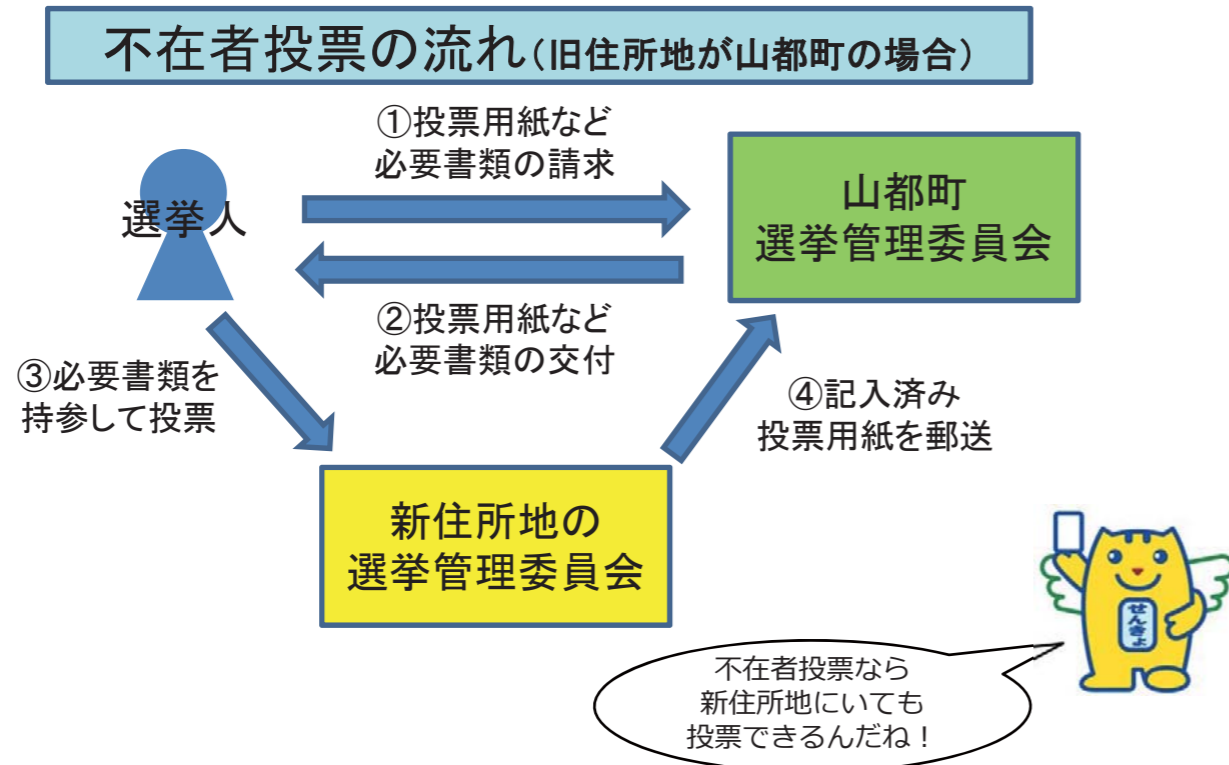 不在者投票の流れ(旧住所地が山都町の場合)
①投票用紙など
必要書類の請求
選挙人
山都町
選挙管理委員会
②投票用紙など
必要書類の交付
③必要書類を
持参して投票
④記入済み
投票用紙を郵送
新住所地の
選挙管理委員会
せんきょ
不在者投票なら
新住所地にいても
投票できるんだね！